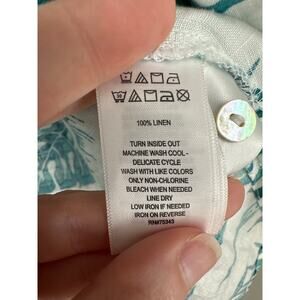 100% LINEN
TURN INSIDE OUT
MACHINE WASH COOL -
DELICATE CYCLE
WASH WITH LIKE COLORS
ONLY NON-CHLORINE
BLEACH WHEN NEEDED
LINE DRY
LOW IRON IF NEEDED
IRON ON REVERSE
RN#75343